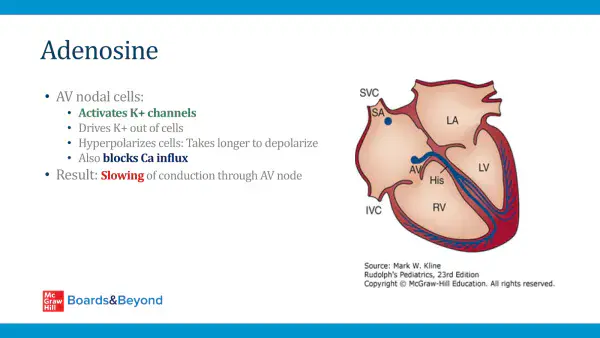 Adenosine
• AV nodal cells:
• Activates K+ channels
• Drives K+ out of cells
• Hyperpolarizes cells: Takes longer to depolarize
• Also blocks Ca influx
• Result: Slowing of conduction through AV node
SVC
SA
LA
AV
His
LV
RV
IVC
Source: Mark W. Kline
Rudolph's Pediatrics, 23rd Edition
Copyright © McGraw-Hill Education. All rights reserved.
Mc
Graw
Hill
Boards&Beyond